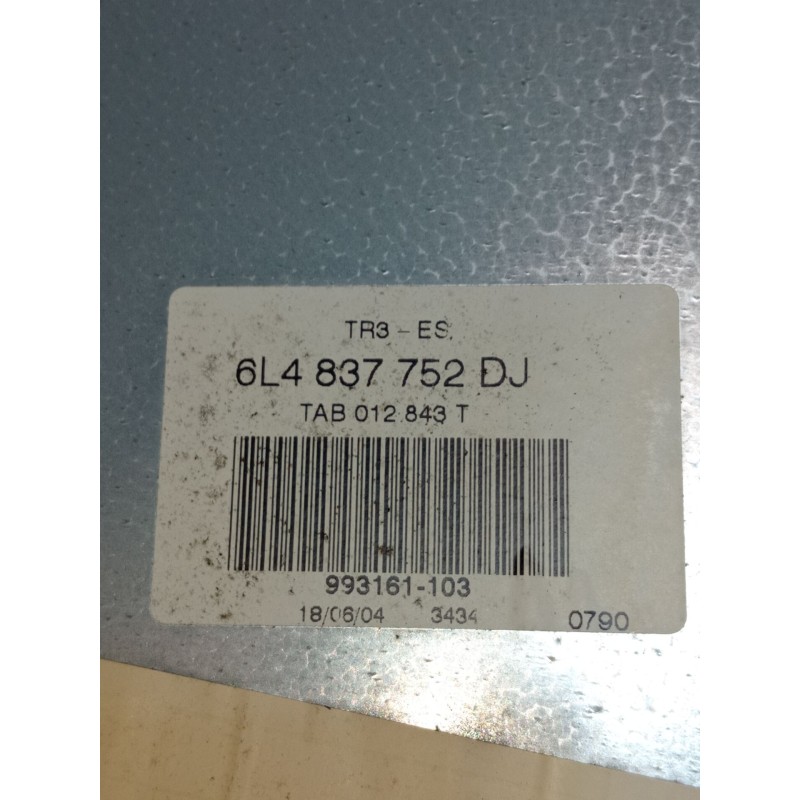 TR3 - ES
6L4 837 752 DJ
TAB 012 843 T
993161-103
18/06/04 3434 0790